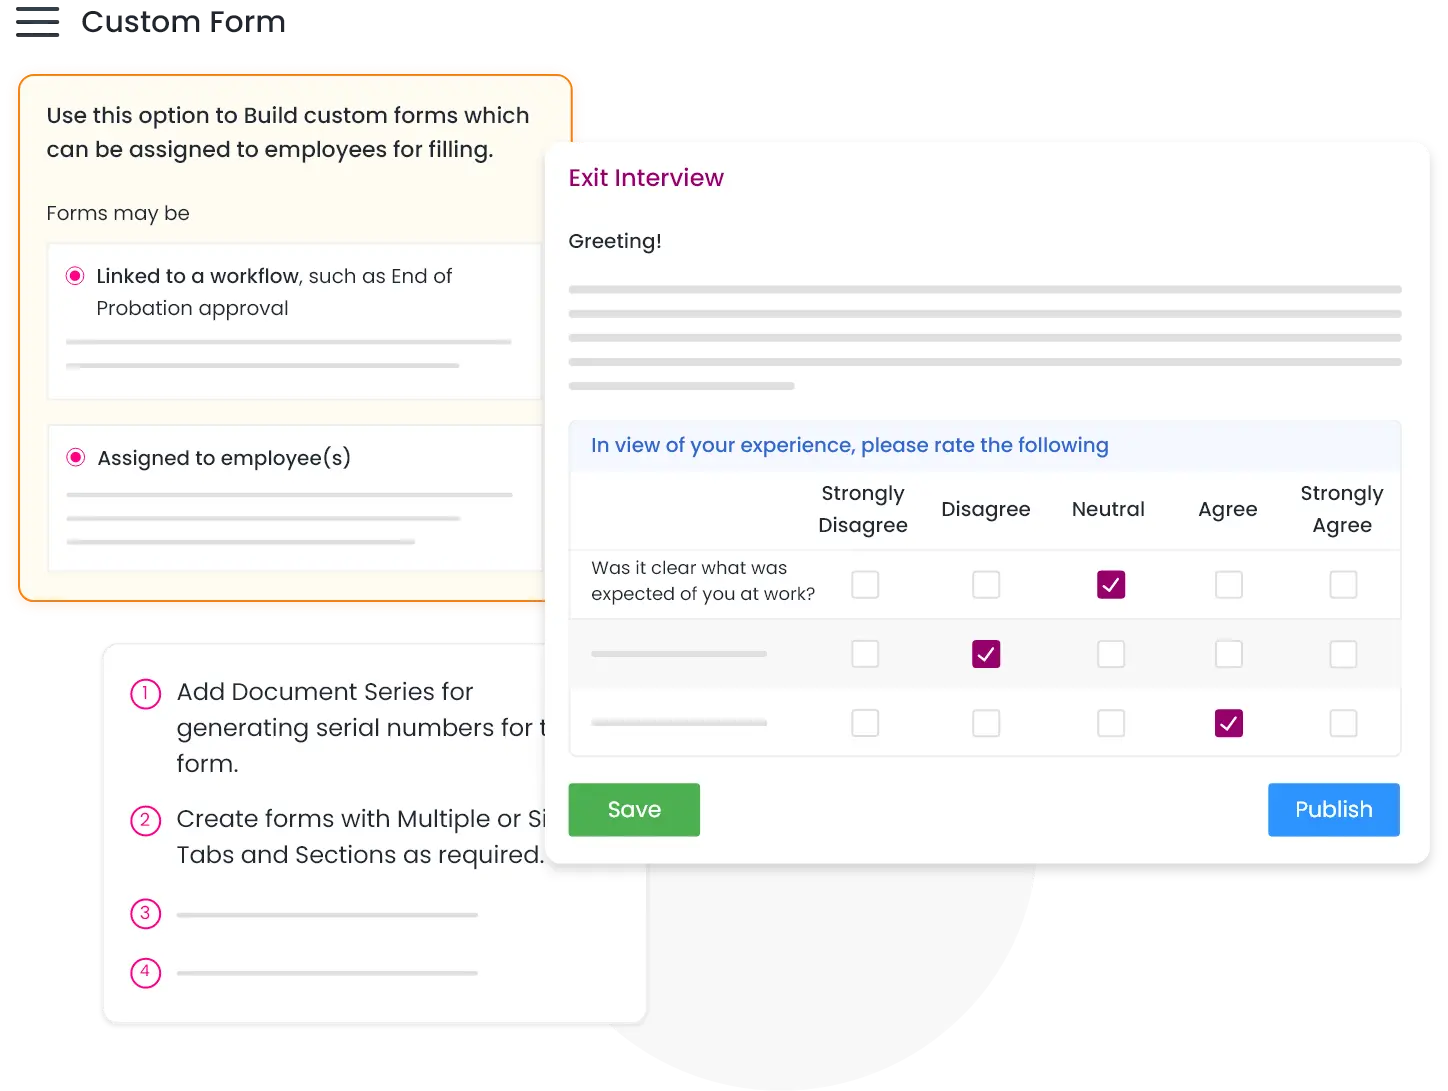 Custom Form
Use this option to Build custom forms which
can be assigned to employees for filling.
Forms may be
Linked to a workflow, such as End of
Probation approval
Assigned to employee(s)
1 Add Document Series for
generating serial numbers for
form.
2 Create forms with Multiple or
Tabs and Sections as required.
3
4
Exit Interview
Greeting!
In view of your experience, please rate the following
Strongly
Disagree
Disagree
Neutral
Agree
Strongly
Agree
Was it clear what was
expected of you at work?
Save
Publish